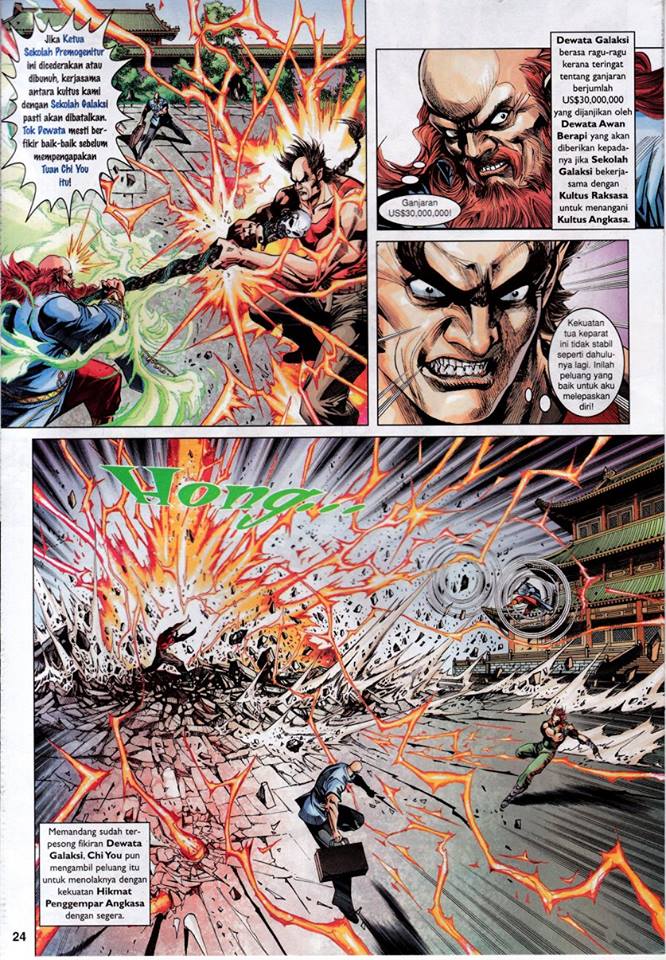 Jika Ketua
Sekolah Premogenitur
ini dicederakan atau
dibunuh, kerjasama
antara kultus kami
dengan Sekolah Galaksi
pasti akan dibatalkan.
Tok Dewata mesti ber-
fikir baik-baik sebelum
mempengapakan
Tuan Chi You
itu!
Dewata Galaksi
berasa ragu-ragu
kerana teringat
tentang ganjaran
berjumlah
US$30,000,000
yang dijanjikan oleh
Dewata Awan
Berapi yang akan
diberikan kepada-
nya jika Sekolah
Galaksi bekerja-
sama dengan
Kultus Raksasa
untuk menangani
Kultus Angkasa.
Ganjaran
US$30,000,000!
Kekuatan
tua keparat
ini tidak stabil
seperti dahulu-
nya lagi. Inilah
peluang yang
baik untuk aku
melepaskan
diri!
Hong...
Memandang sudah ter-
pesong fikiran Dewata
Galaksi, Chi You pun
mengambil peluang itu
untuk menolaknya dengan
kekuatan Hikmat
Penggempar Angkasa
dengan segera.
24